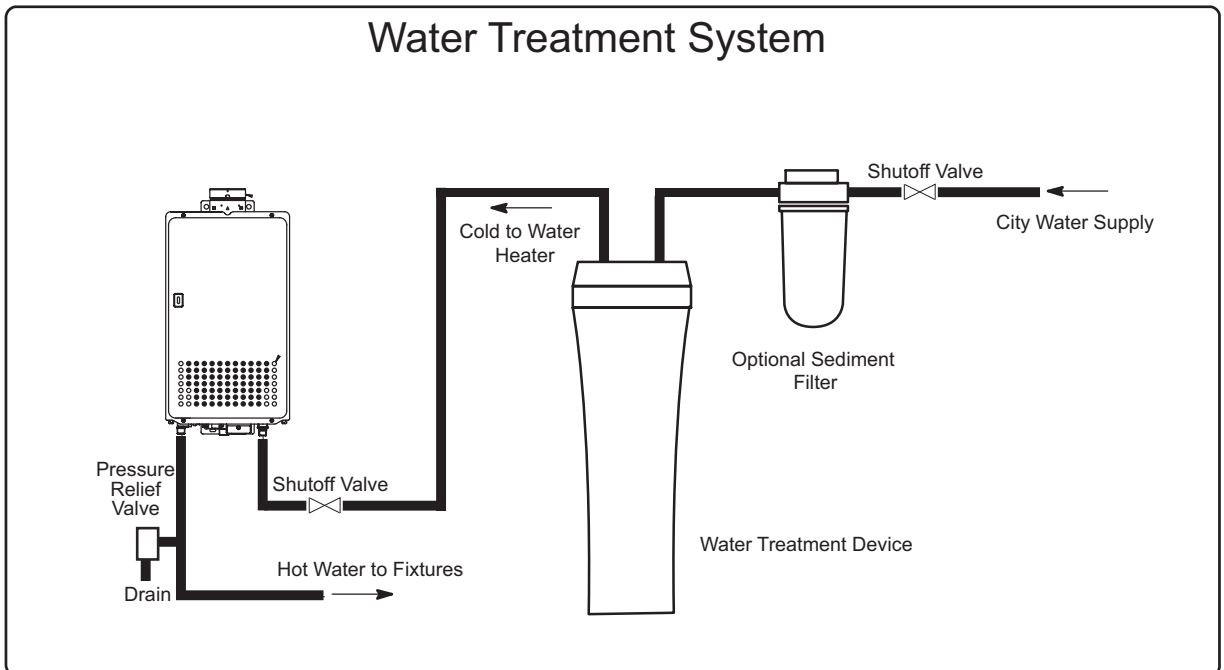 Water Treatment System
Shutoff Valve
City Water Supply
Cold to Water
Heater
Optional Sediment
Filter
Pressure
Relief
Valve
Shutoff Valve
Water Treatment Device
Hot Water to Fixtures
Drain